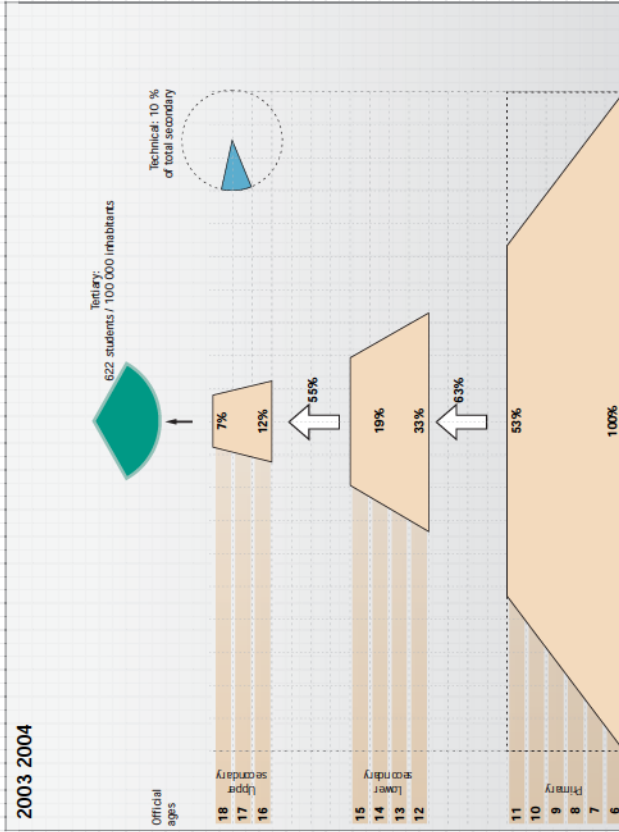 2003 2004
Technical: 10 %
of total secondary
Tertiary:
622 students / 100 000 inhabitants
Official
ages
18
17
16
Upper
secondary
7%
12%
55%
15
14
13
12
Lower
secondary
19%
33%
63%
11
10
9
8
7
6
Primary
53%
100%